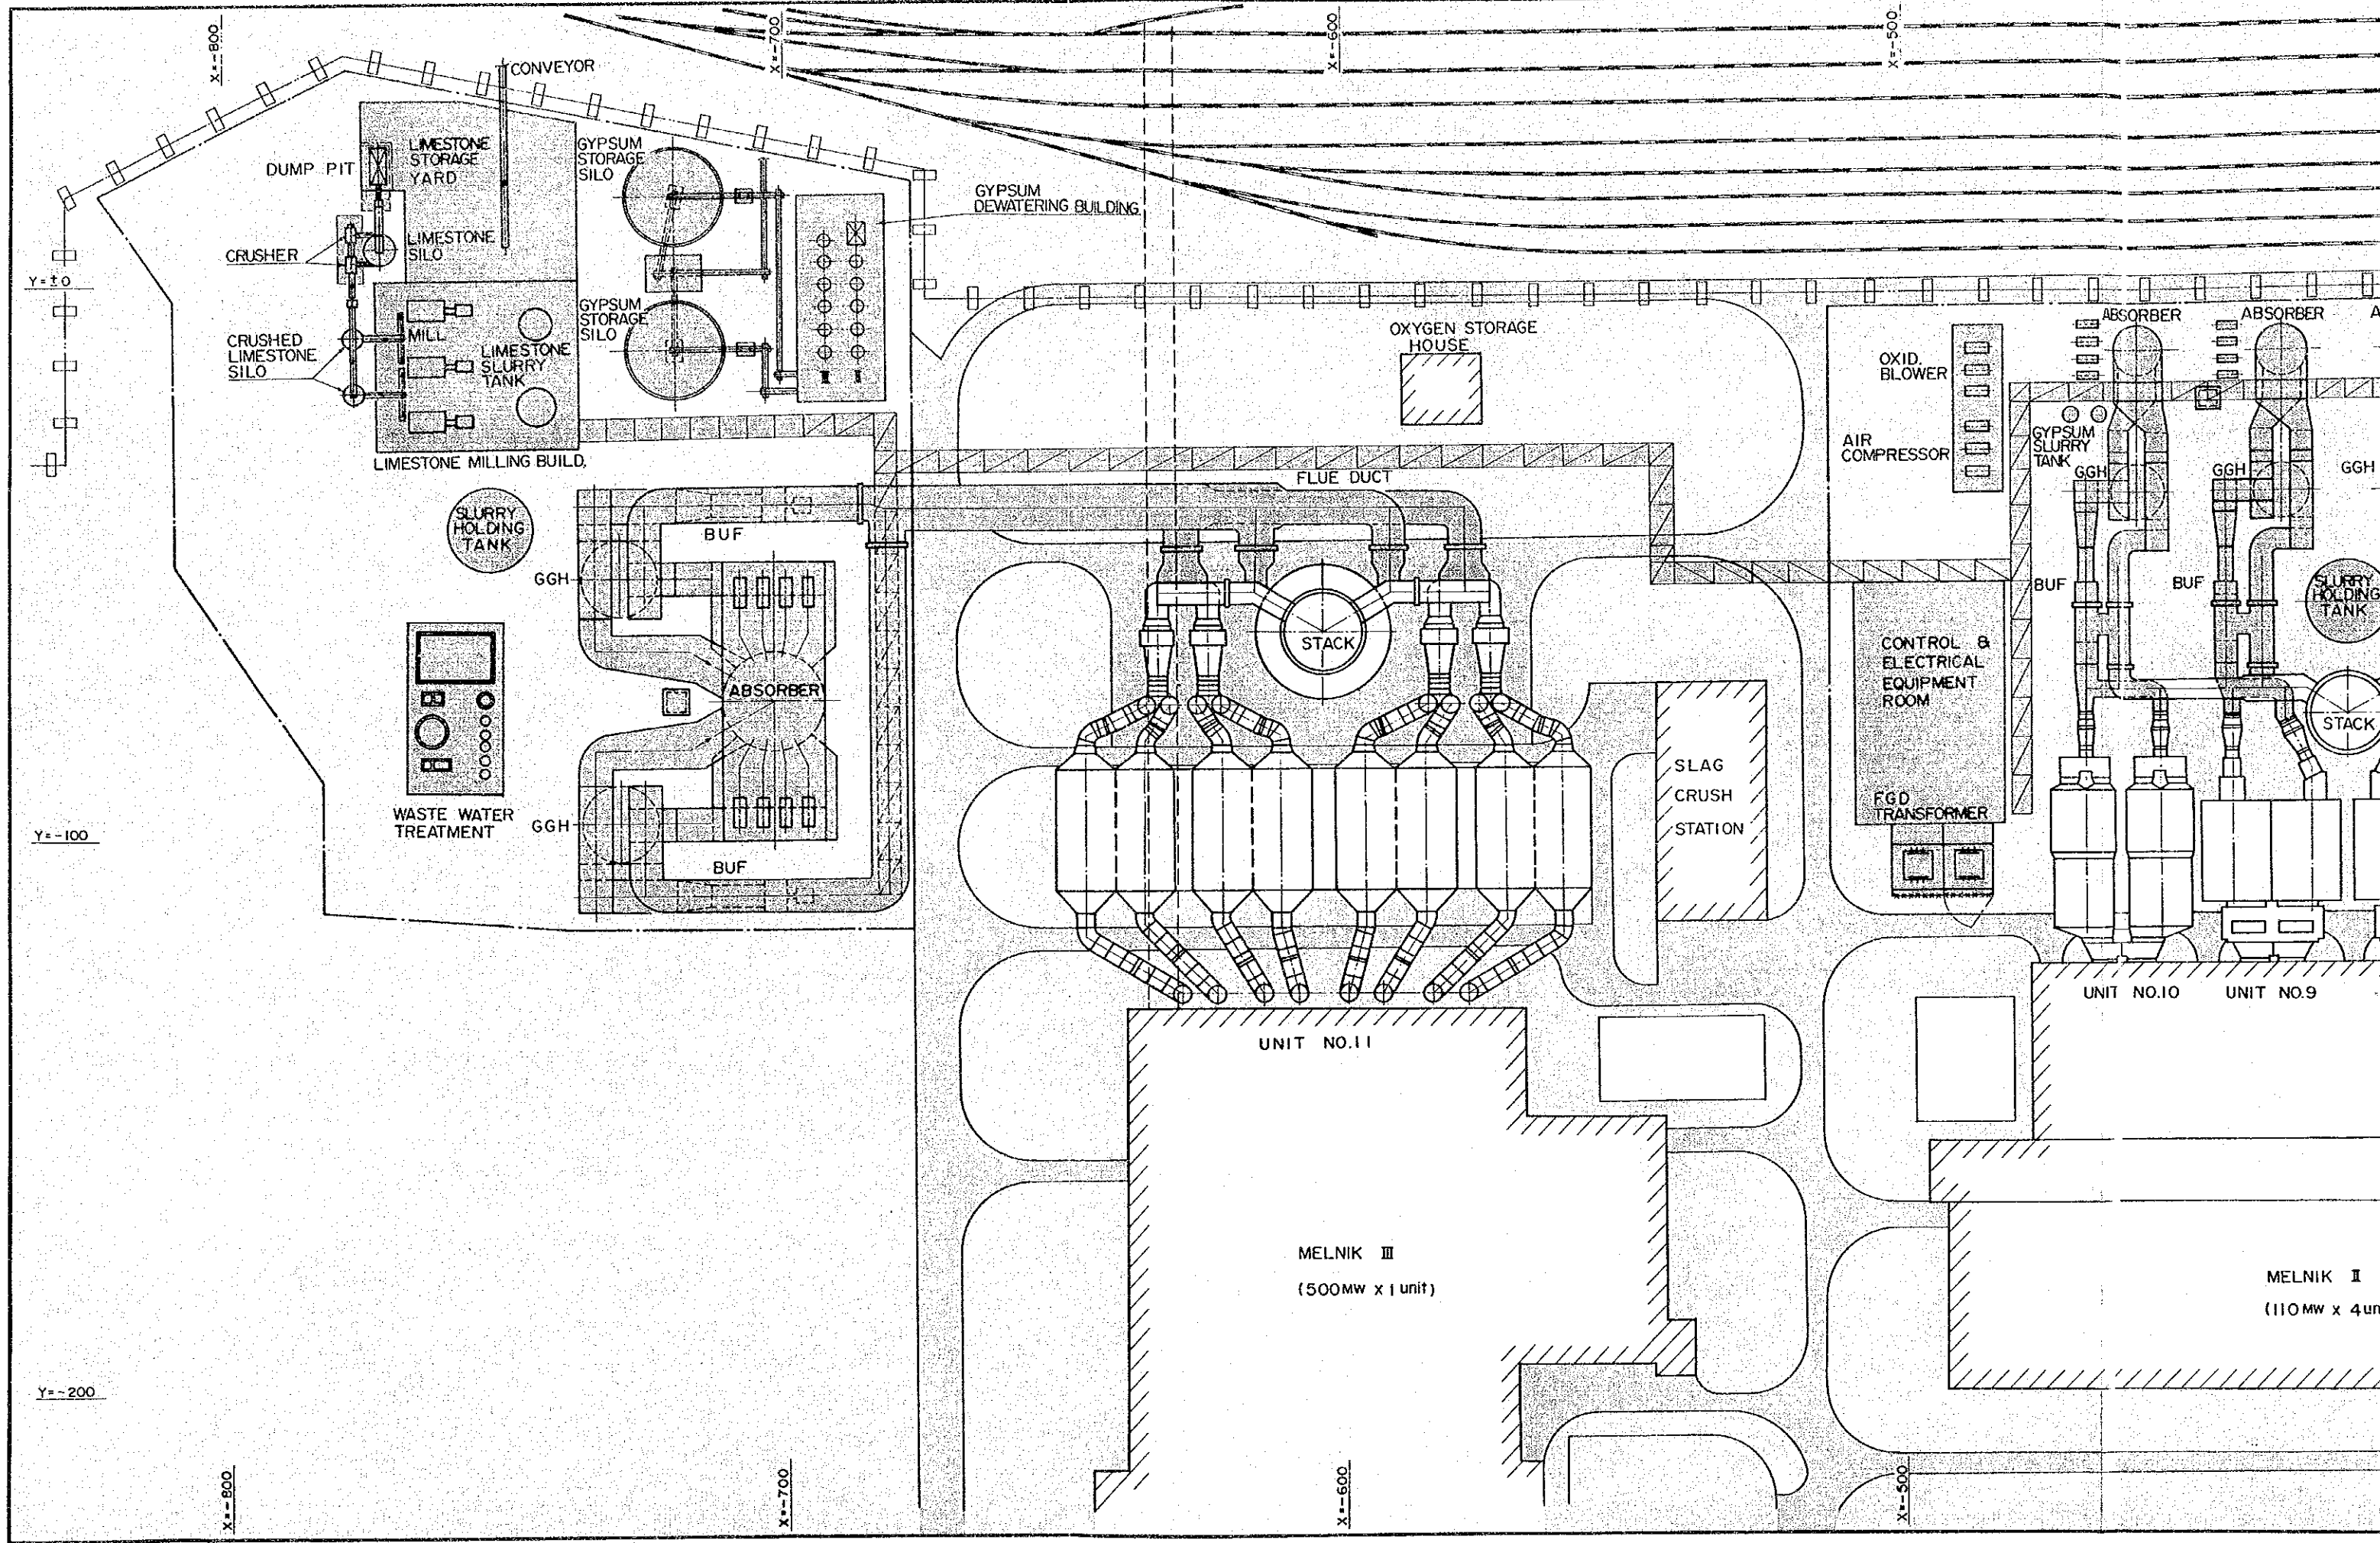 X=-800
X=-700
X=-600
X=-500
CONVEYOR
DUMP PIT
LIMESTONE
STORAGE
YARD
GYPSUM
STORAGE
SILO
GYPSUM
DEWATERING BUILDING
CRUSHER
LIMESTONE
SILO
Y=±0
GYPSUM
STORAGE
SILO
CRUSHED
LIMESTONE
SILO
MILL
LIMESTONE
SLURRY
TANK
LIMESTONE MILLING BUILD,
OXYGEN STORAGE
HOUSE
ABSORBER
ABSORBER
A
OXID.
BLOWER
AIR
COMPRESSOR
GYPSUM
SLURRY
TANK
GGH
GGH
GGH
FLUE DUCT
SLURRY
HOLDING
TANK
BUF
GGH
ABSORBER
GGH
BUF
WASTE WATER
TREATMENT
Y=-100
STACK
SLAG
CRUSH
STATION
BUF
BUF
SLURRY
HOLDING
TANK
CONTROL &
ELECTRICAL
EQUIPMENT
ROOM
STACK
F.G.D
TRANSFORMER
UNIT NO.10
UNIT NO.9
UNIT NO.11
MELNIK III
(500MW x 1 unit)
MELNIK II
(110MW x 4un
Y=-200
X=-800
X=-700
X=-600
X=-500